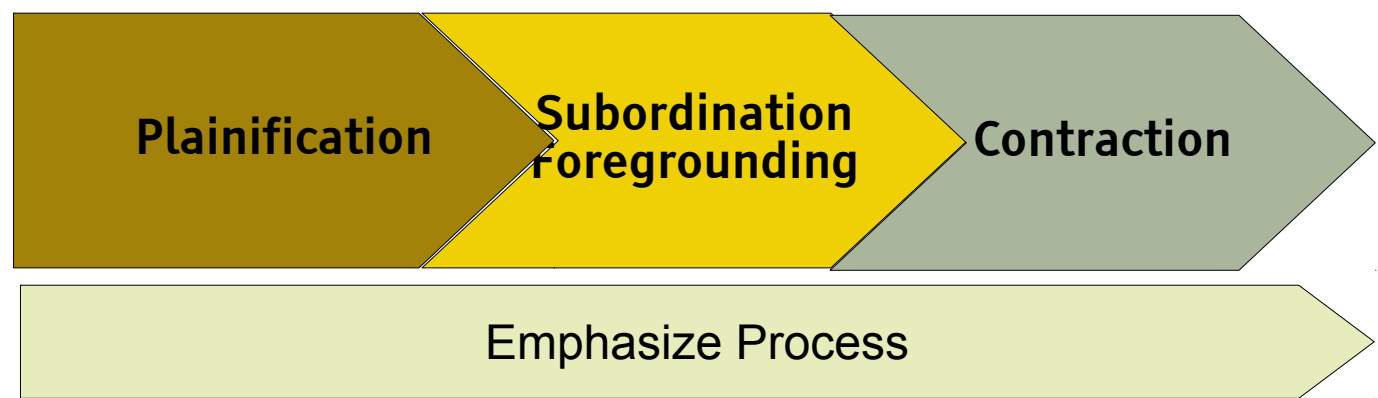 Plainification
Subordination
Foregrounding
Contraction
Emphasize Process